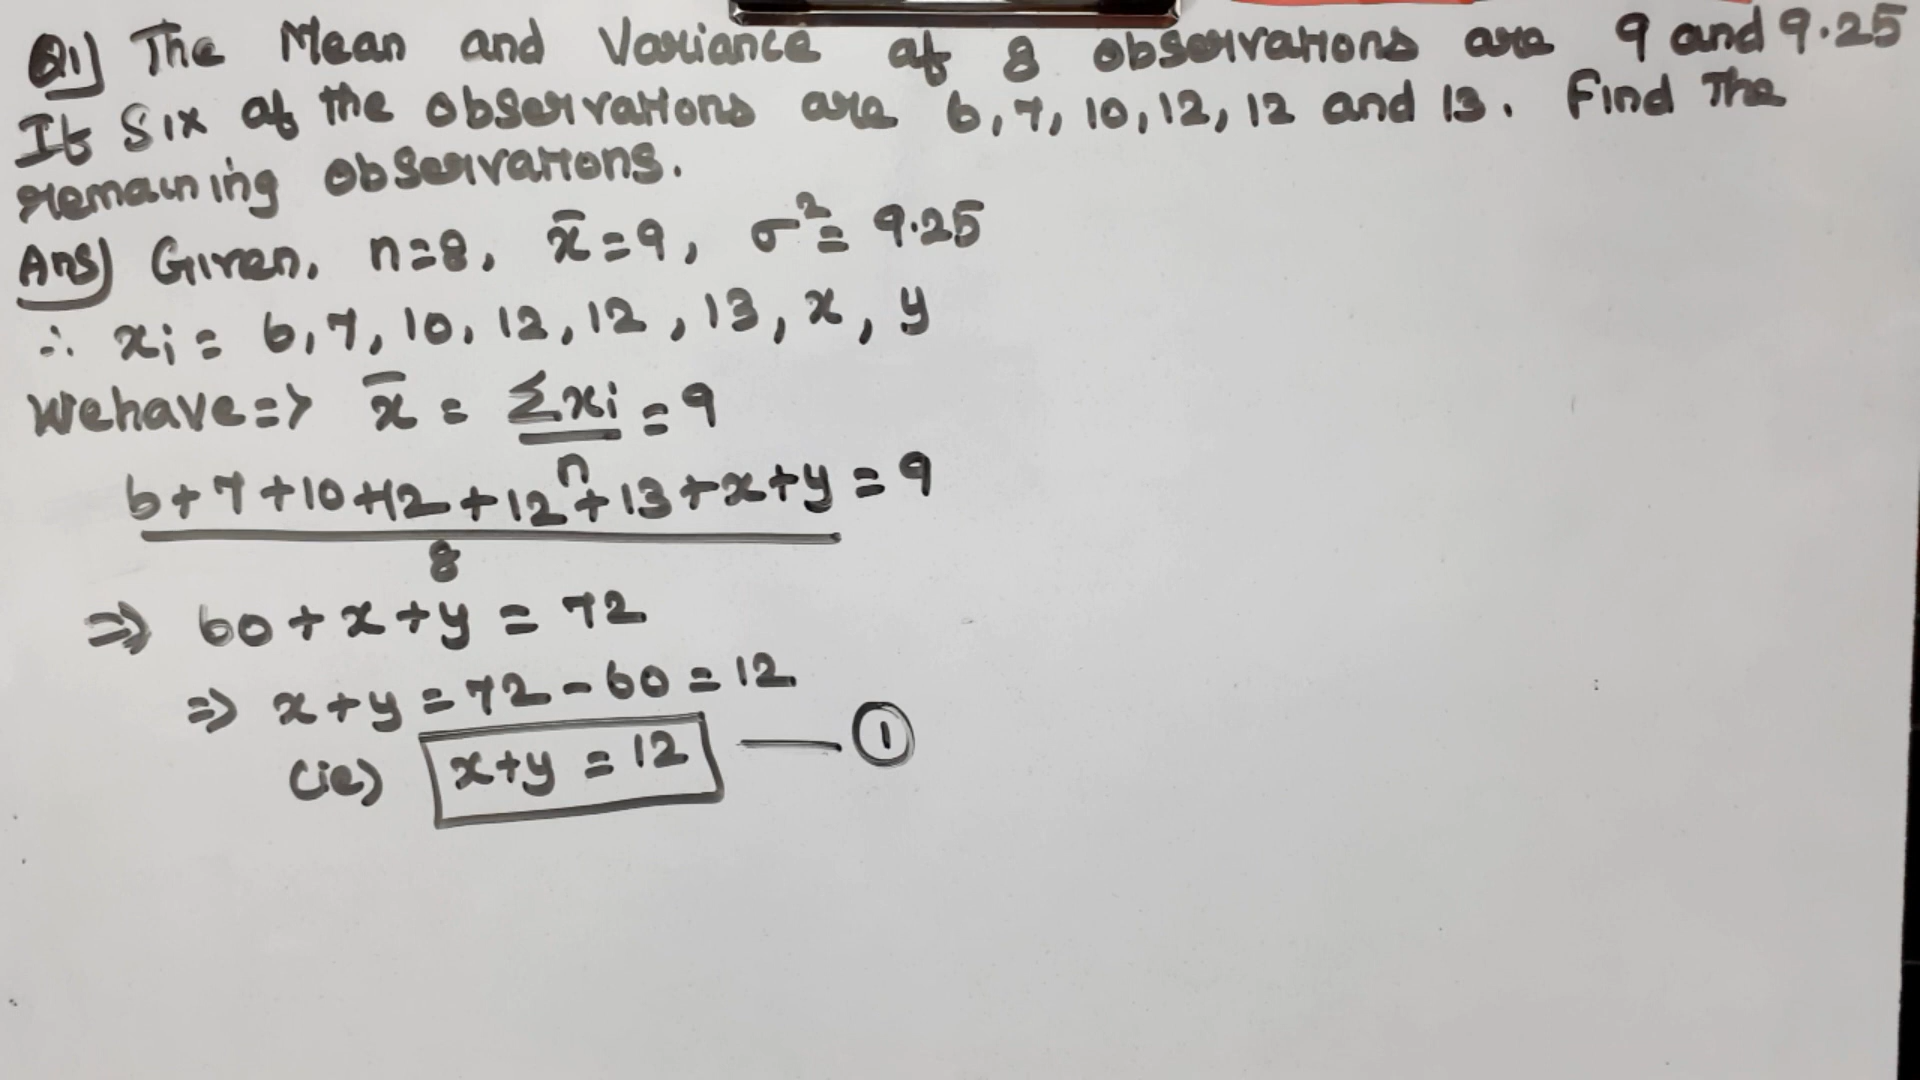 Q1) The Mean and Variance of 8 observations are 9 and 9.25
If Six of the observations are 6, 7, 10, 12, 12 and 13. Find The
remaining observations.
Ans) Given, n=8, x̄=9, σ²= 9.25
∴ xi = 6, 7, 10, 12, 12, 13, x, y
We have => x̄ = Σxi/n = 9
(6+7+10+12+12+13+x+y)/8 = 9
=> 60+x+y = 72
=> x+y = 72-60 = 12
(ie) x+y = 12 — ①